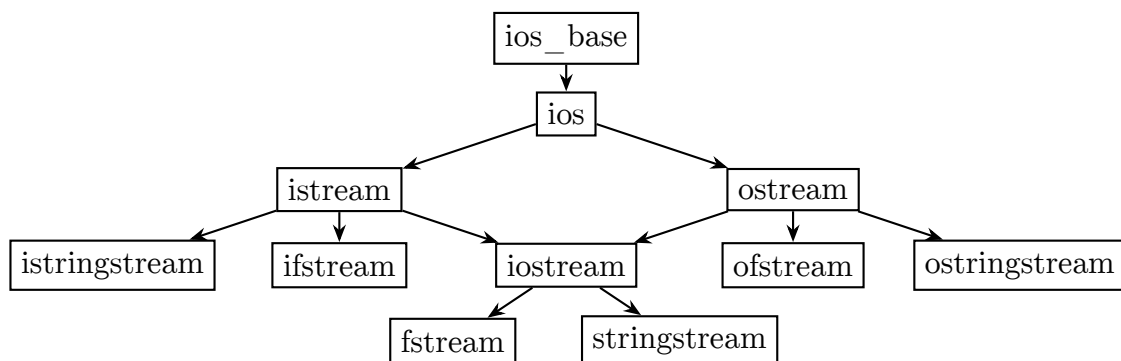 ios_base
ios
istream
ostream
istringstream
ifstream
iostream
ofstream
ostringstream
fstream
stringstream